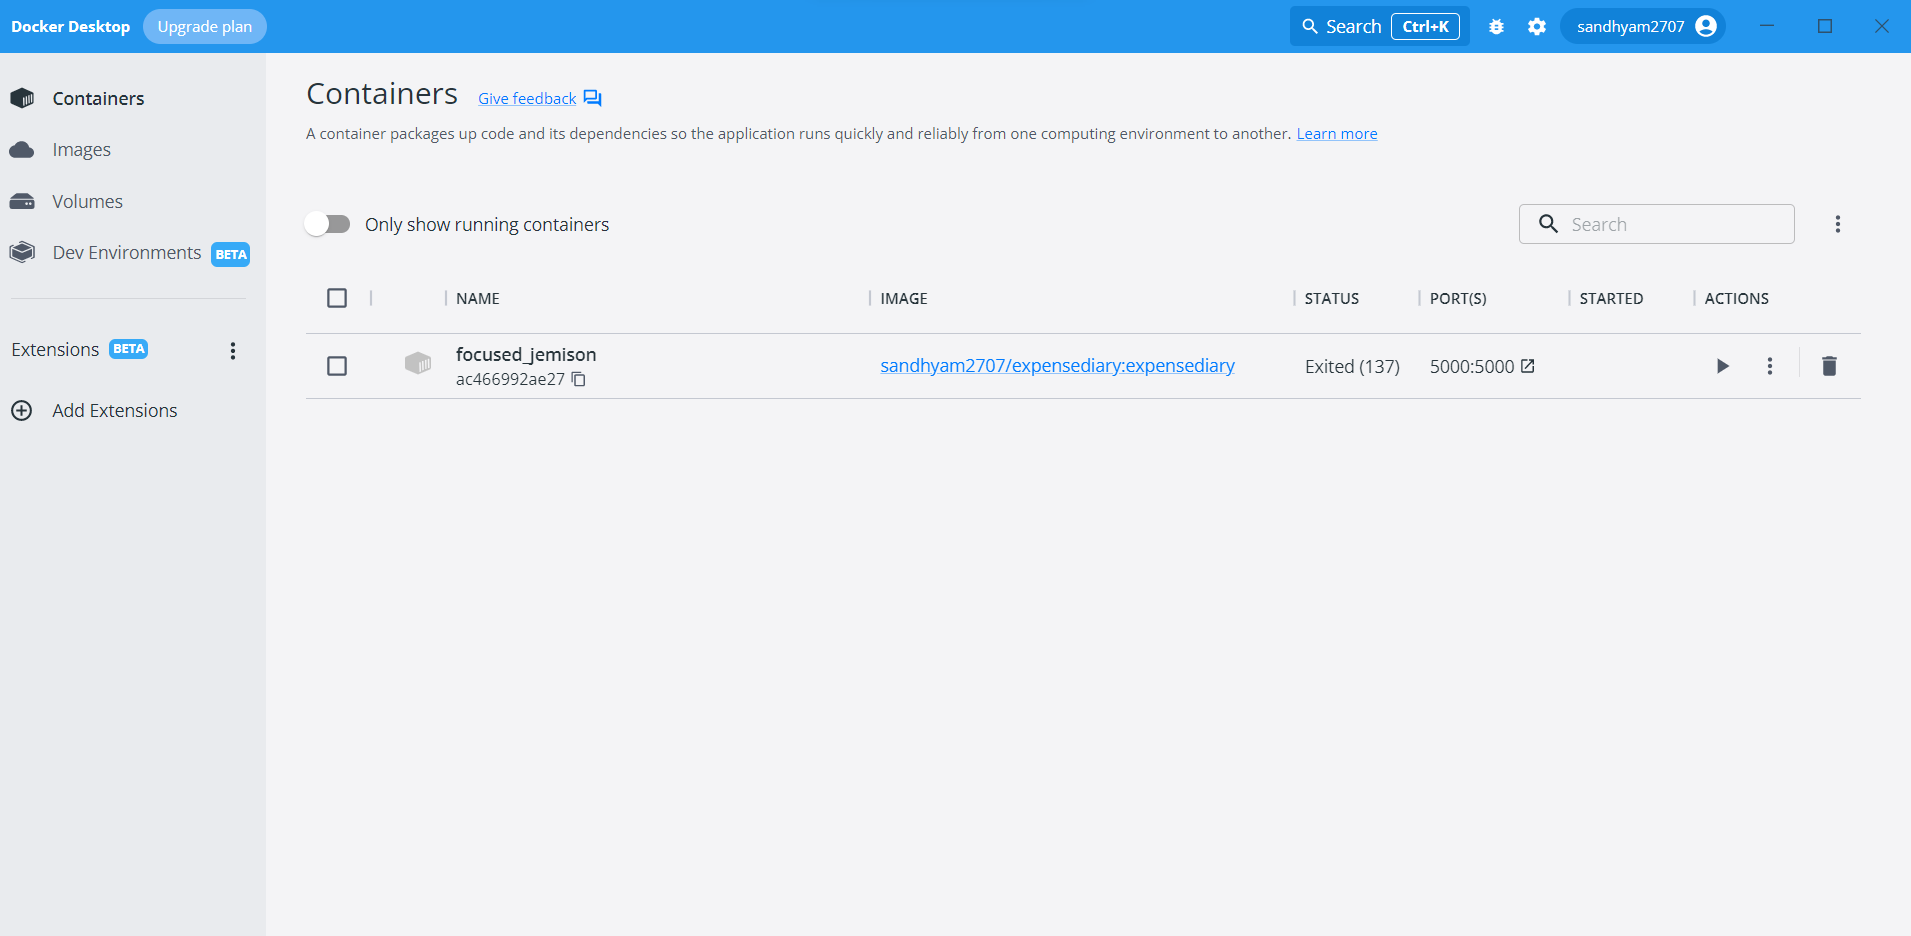 Docker Desktop Upgrade plan Search Ctrl+K sandhyam2707
Containers
Images
Volumes
Dev Environments BETA
Extensions BETA
Add Extensions
Containers Give feedback
A container packages up code and its dependencies so the application runs quickly and reliably from one computing environment to another. Learn more
Only show running containers Search
NAME IMAGE STATUS PORT(S) STARTED ACTIONS
focused_jemison sandhyam2707/expensediary:expensediary Exited (137) 5000:5000
ac466992ae27